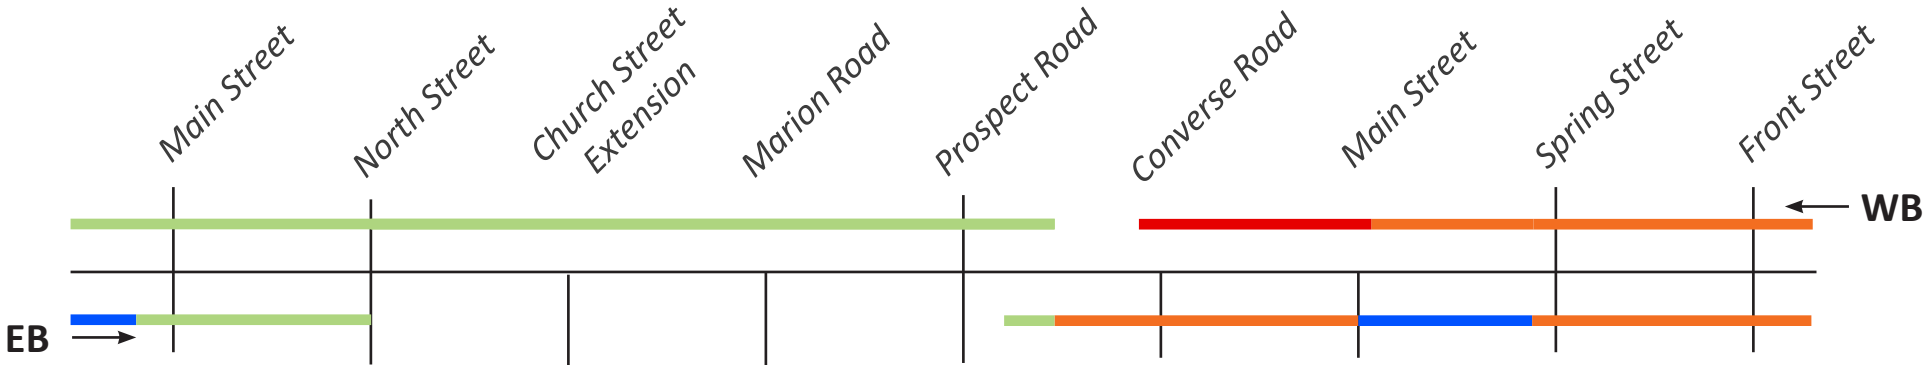 Main Street
North Street
Church Street
Extension
Marion Road
Prospect Road
Converse Road
Main Street
Spring Street
Front Street
WB
EB